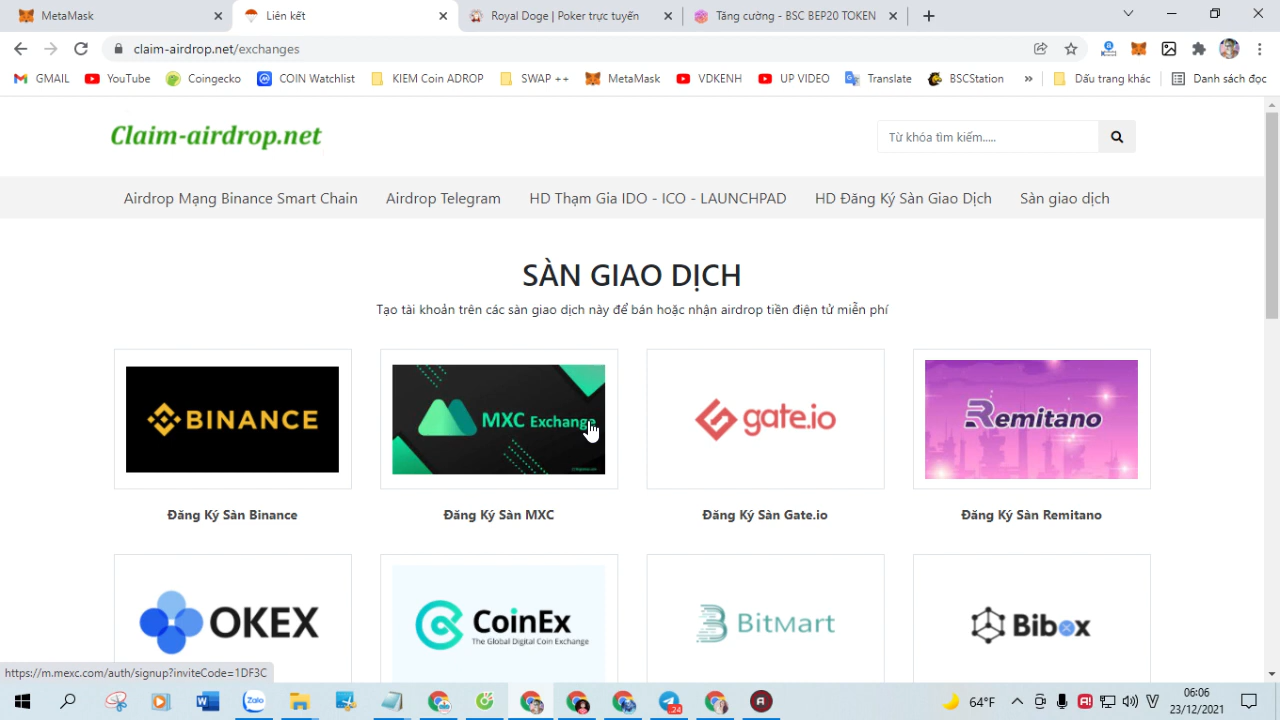 MetaMask
Liên kết
Royal Doge | Poker trực tuyến
Tăng cường - BSC BEP20 TOKEN
claim-airdrop.net/exchanges
GMAIL
YouTube
Coingecko
COIN Watchlist
KIEM Coin ADROP
SWAP ++
MetaMask
VDKENH
UP VIDEO
Translate
BSCStation
»
Dấu trang khác
Danh sách đọc
Claim-airdrop.net
Từ khóa tìm kiếm.....
Airdrop Mạng Binance Smart Chain
Airdrop Telegram
HD Thạm Gia IDO - ICO - LAUNCHPAD
HD Đăng Ký Sàn Giao Dịch
Sàn giao dịch
SÀN GIAO DỊCH
Tạo tài khoản trên các sàn giao dịch này để bán hoặc nhận airdrop tiền điện tử miễn phí
BINANCE
MXC Exchange
gate.io
Remitano
Đăng Ký Sàn Binance
Đăng Ký Sàn MXC
Đăng Ký Sàn Gate.io
Đăng Ký Sàn Remitano
OKEX
CoinEx
The Global Digital Coin Exchange
BitMart
Bibox
https://m.mexc.com/auth/signup?inviteCode=1DF3C
Zalo
24
64°F
06:06
23/12/2021